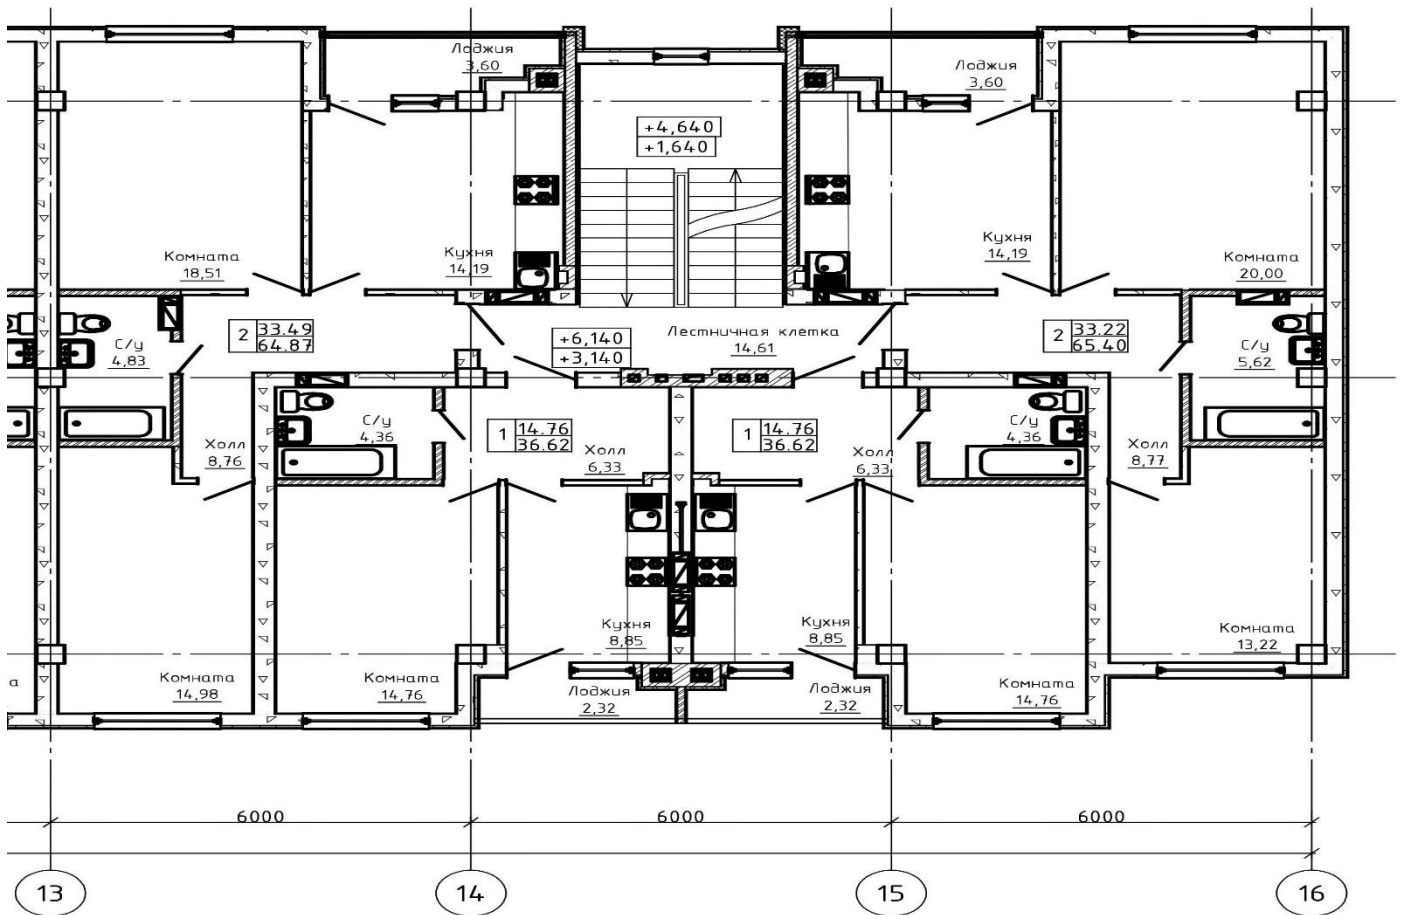 Лоджия
3,60
Лоджия
3,60
+4,640
+1,640
Комната
18,51
Кухня
14,19
Кухня
14,19
Комната
20,00
С/у
4,83
2 33.49
64.87
+6,140
+3,140
Лестничная клетка
14,61
2 33.22
65.40
С/у
5,62
Холл
8,76
С/у
4,36
1 14.76
36.62
Холл
6,33
1 14.76
36.62
Холл
6,33
С/у
4,36
Холл
8,77
Кухня
8,85
Кухня
8,85
Комната
13,22
а
Комната
14,98
Комната
14,76
Лоджия
2,32
Лоджия
2,32
Комната
14,76
6000
6000
6000
13
14
15
16